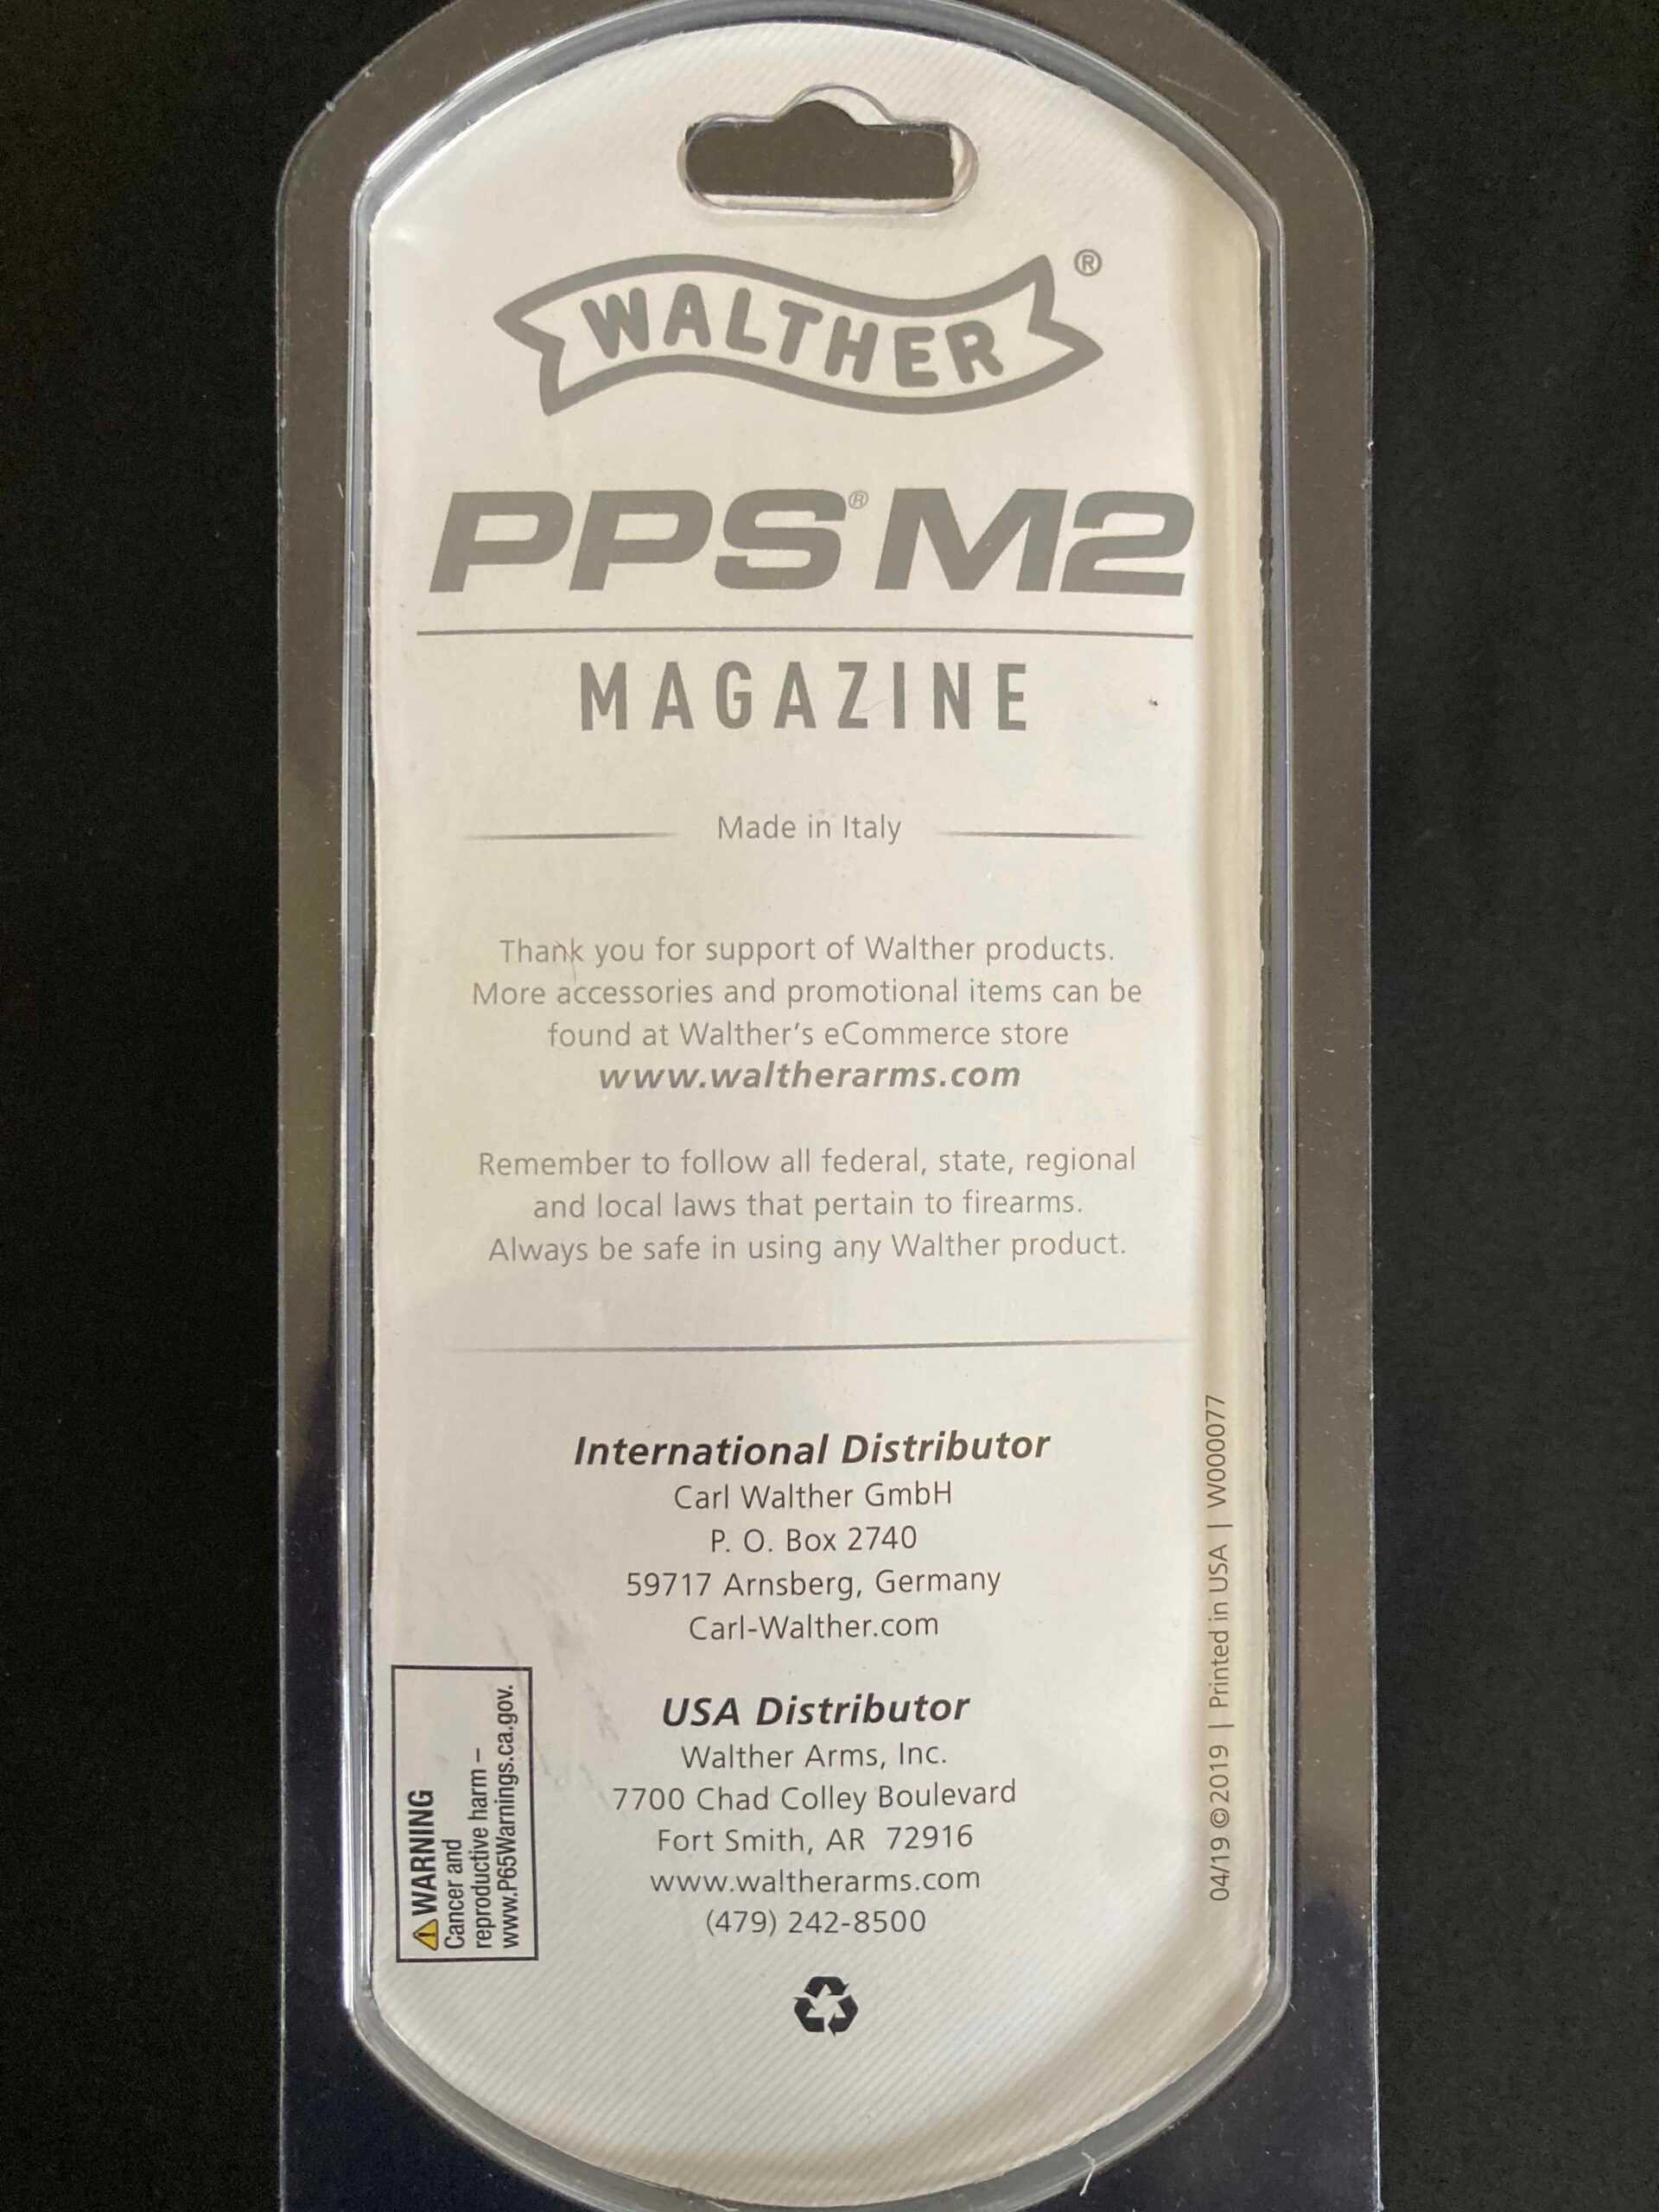 WALTHER®
PPS® M2
MAGAZINE
Made in Italy
Thank you for support of Walther products.
More accessories and promotional items can be
found at Walther's eCommerce store
www.waltherarms.com
Remember to follow all federal, state, regional
and local laws that pertain to firearms.
Always be safe in using any Walther product.
International Distributor
Carl Walther GmbH
P. O. Box 2740
59717 Arnsberg, Germany
Carl-Walther.com
USA Distributor
Walther Arms, Inc.
7700 Chad Colley Boulevard
Fort Smith, AR 72916
www.waltherarms.com
(479) 242-8500
⚠WARNING
Cancer and
reproductive harm –
www.P65Warnings.ca.gov.
04/19 ©2019 | Printed in USA | W000077